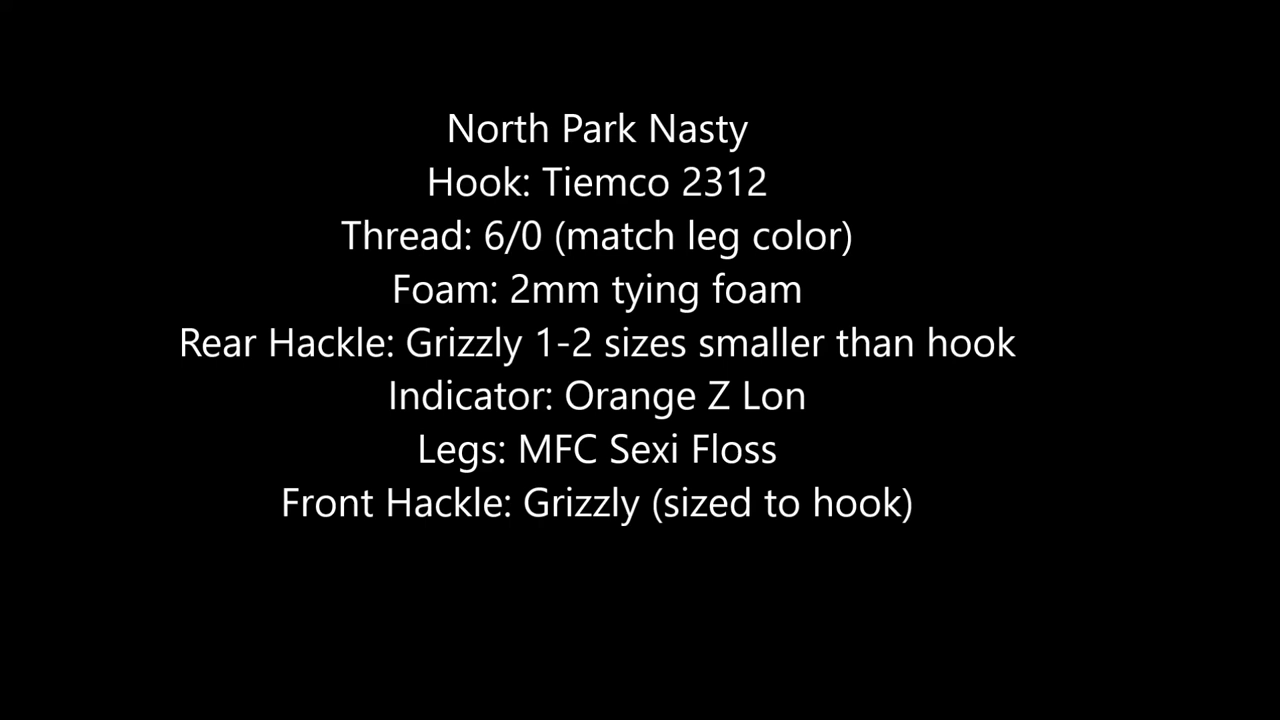 North Park Nasty
Hook: Tiemco 2312
Thread: 6/0 (match leg color)
Foam: 2mm tying foam
Rear Hackle: Grizzly 1-2 sizes smaller than hook
Indicator: Orange Z Lon
Legs: MFC Sexi Floss
Front Hackle: Grizzly (sized to hook)